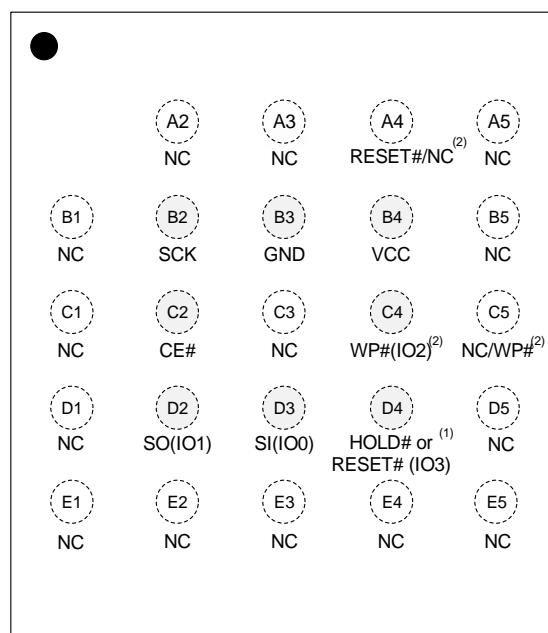 A2 A3 A4 A5
NC NC RESET#/NC(2) NC
B1 B2 B3 B4 B5
NC SCK GND VCC NC
C1 C2 C3 C4 C5
NC CE# NC WP#(IO2)(2) NC/WP#(2)
D1 D2 D3 D4 D5
NC SO(IO1) SI(IO0) HOLD# or (1) NC
RESET# (IO3)
E1 E2 E3 E4 E5
NC NC NC NC NC